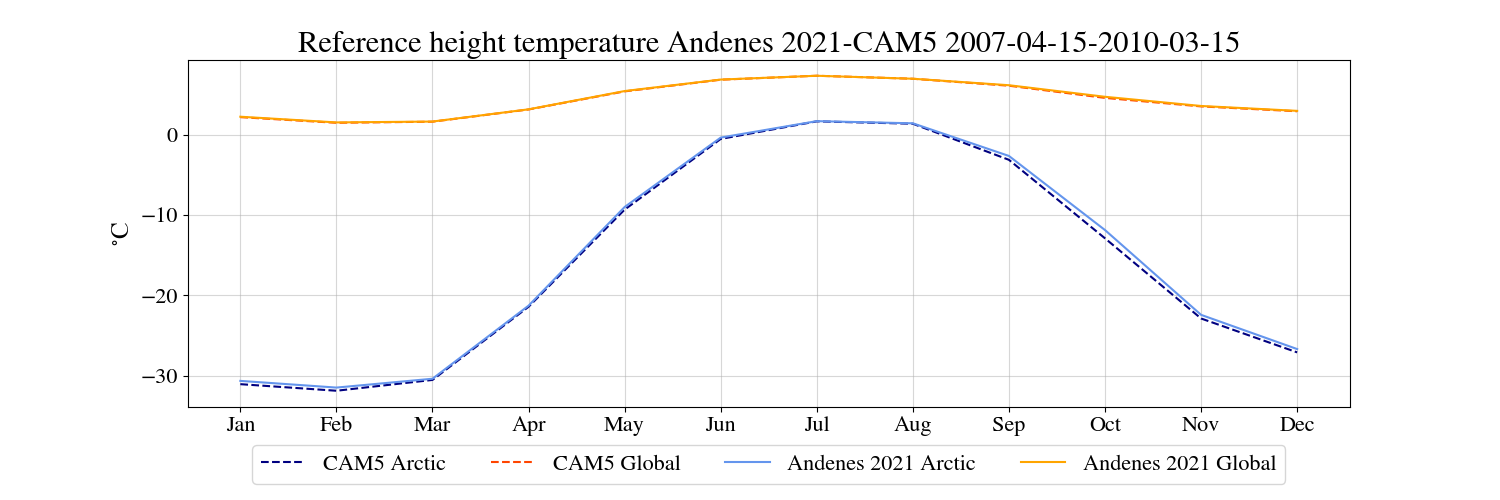 Reference height temperature Andenes 2021-CAM5 2007-04-15-2010-03-15
0
−10
−20
−30
°C
Jan Feb Mar Apr May Jun Jul Aug Sep Oct Nov Dec
CAM5 Arctic CAM5 Global Andenes 2021 Arctic Andenes 2021 Global